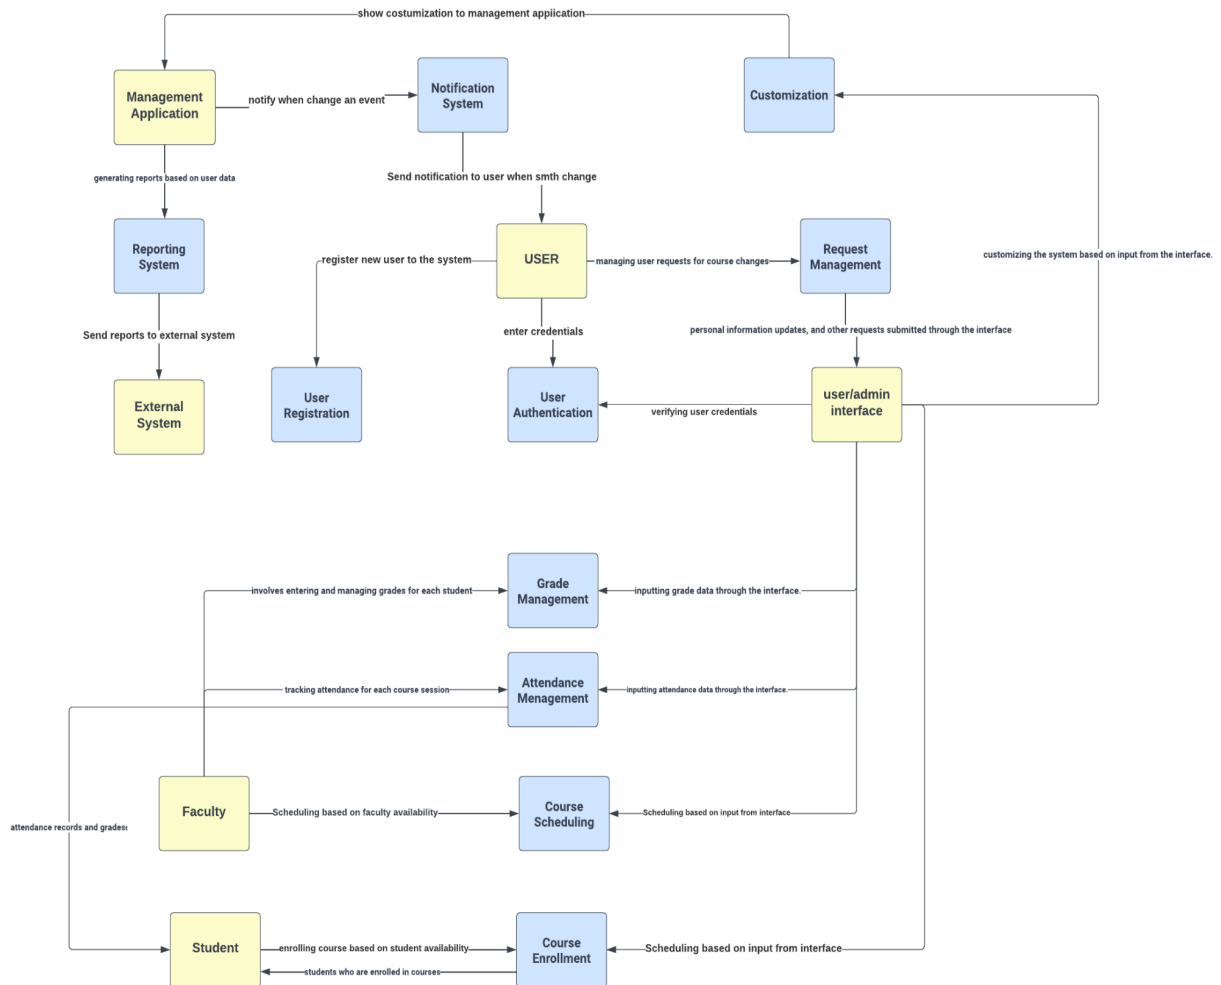 show costumization to management appiication
Management
Application
notify when change an event
Notification
System
Customization
generating reports based on user data
Send notification to user when smth change
Reporting
System
register new user to the system
USER
managing user requests for course changes
Request
Management
customizing the system based on input from the interface.
Send reports to external system
enter credentials
personal information updates, and other requests submitted through the interface
External
System
User
Registration
User
Authentication
verifying user credentials
user/admin
interface
involves entering and managing grades for each student
Grade
Management
inputting grade data through the interface.
tracking attendance for each course session
Attendance
Menagement
inputting attendance data through the interface.
Faculty
Scheduling based on faculty availability
Course
Scheduling
Scheduling based on input from interface
attendance records and grades
Student
enrolling course based on student availability
Course
Enrollment
Scheduling based on input from interface
students who are enrolled in courses